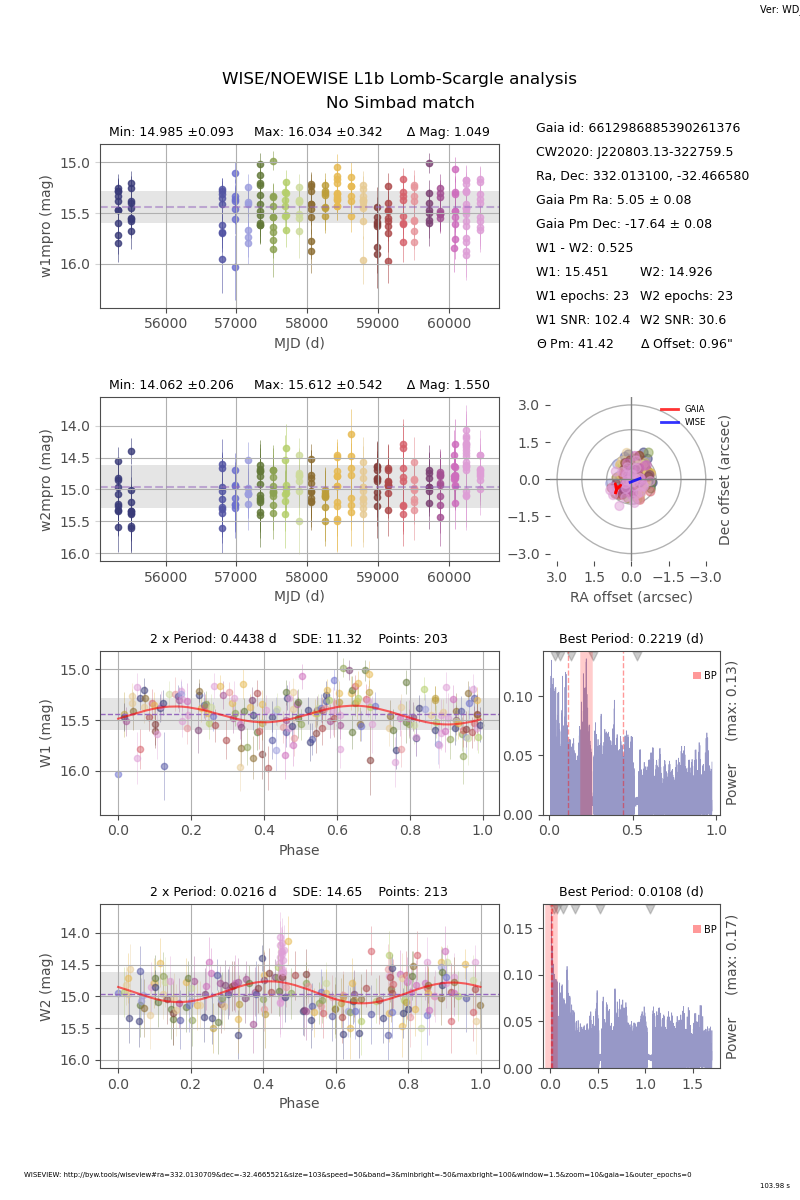 Ver: WD_
WISE/NOEWISE L1b Lomb-Scargle analysis
No Simbad match
Min: 14.985 ±0.093 Max: 16.034 ±0.342 Δ Mag: 1.049
15.0
15.5
16.0
w1mpro (mag)
56000 57000 58000 59000 60000
MJD (d)
Gaia id: 6612986885390261376
CW2020: J220803.13-322759.5
Ra, Dec: 332.013100, -32.466580
Gaia Pm Ra: 5.05 ± 0.08
Gaia Pm Dec: -17.64 ± 0.08
W1 - W2: 0.525
W1: 15.451 W2: 14.926
W1 epochs: 23 W2 epochs: 23
W1 SNR: 102.4 W2 SNR: 30.6
Θ Pm: 41.42 Δ Offset: 0.96"
Min: 14.062 ±0.206 Max: 15.612 ±0.542 Δ Mag: 1.550
14.0
14.5
15.0
15.5
16.0
w2mpro (mag)
56000 57000 58000 59000 60000
MJD (d)
GAIA
WISE
3.0
1.5
0.0
−1.5
−3.0
Dec offset (arcsec)
3.0 1.5 0.0 −1.5 −3.0
RA offset (arcsec)
2 x Period: 0.4438 d SDE: 11.32 Points: 203
15.0
15.5
16.0
W1 (mag)
0.0 0.2 0.4 0.6 0.8 1.0
Phase
Best Period: 0.2219 (d)
BP
0.10
0.05
0.00
Power (max: 0.13)
0.0 0.5 1.0
2 x Period: 0.0216 d SDE: 14.65 Points: 213
14.0
14.5
15.0
15.5
16.0
W2 (mag)
0.0 0.2 0.4 0.6 0.8 1.0
Phase
Best Period: 0.0108 (d)
BP
0.15
0.10
0.05
0.00
Power (max: 0.17)
0.0 0.5 1.0 1.5
WISEVIEW: http://byw.tools/wiseview#ra=332.0130709&dec=-32.4665521&size=103&speed=50&band=3&minbright=-50&maxbright=100&window=1.5&zoom=10&gaia=1&outer_epochs=0
103.98 s